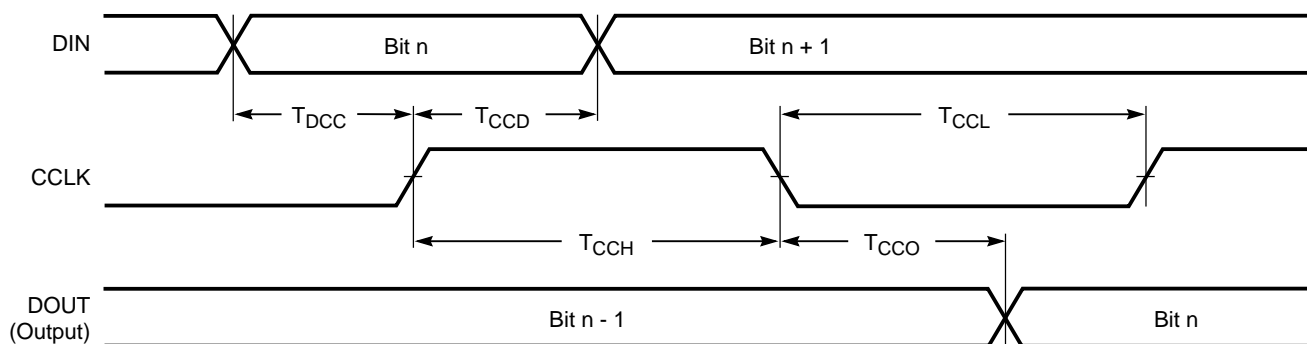 DIN
Bit n
Bit n + 1
TDCC
TCCD
TCCL
CCLK
TCCH
TCCO
DOUT
(Output)
Bit n - 1
Bit n